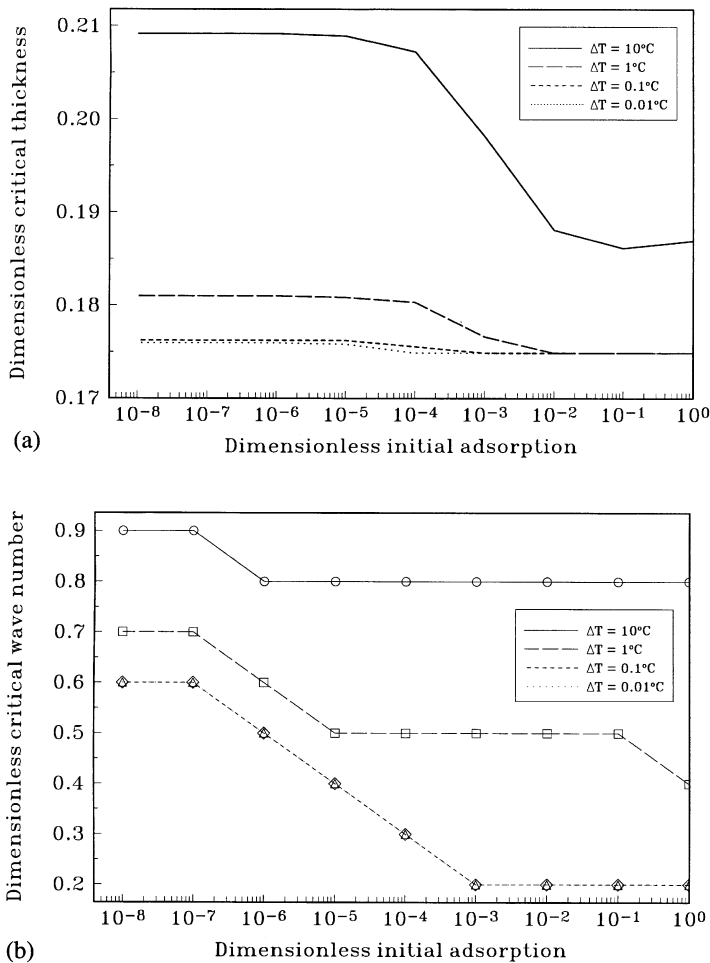 (a)
Dimensionless critical thickness
0.21
0.20
0.19
0.18
0.17
ΔT = 10°C
ΔT = 1°C
ΔT = 0.1°C
ΔT = 0.01°C
10⁻⁸ 10⁻⁷ 10⁻⁶ 10⁻⁵ 10⁻⁴ 10⁻³ 10⁻² 10⁻¹ 10⁰
Dimensionless initial adsorption
(b)
Dimensionless critical wave number
0.9
0.8
0.7
0.6
0.5
0.4
0.3
0.2
ΔT = 10°C
ΔT = 1°C
ΔT = 0.1°C
ΔT = 0.01°C
10⁻⁸ 10⁻⁷ 10⁻⁶ 10⁻⁵ 10⁻⁴ 10⁻³ 10⁻² 10⁻¹ 10⁰
Dimensionless initial adsorption